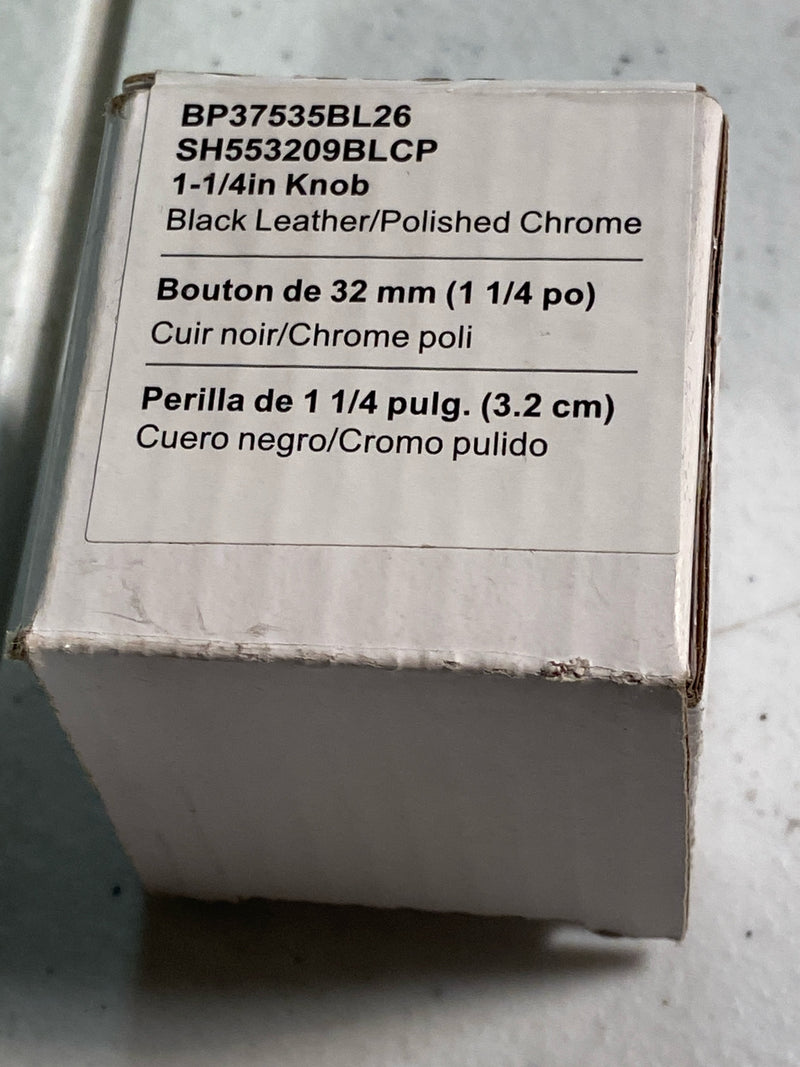 BP37535BL26
SH553209BLCP
1-1/4in Knob
Black Leather/Polished Chrome
Bouton de 32 mm (1 1/4 po)
Cuir noir/Chrome poli
Perilla de 1 1/4 pulg. (3.2 cm)
Cuero negro/Cromo pulido